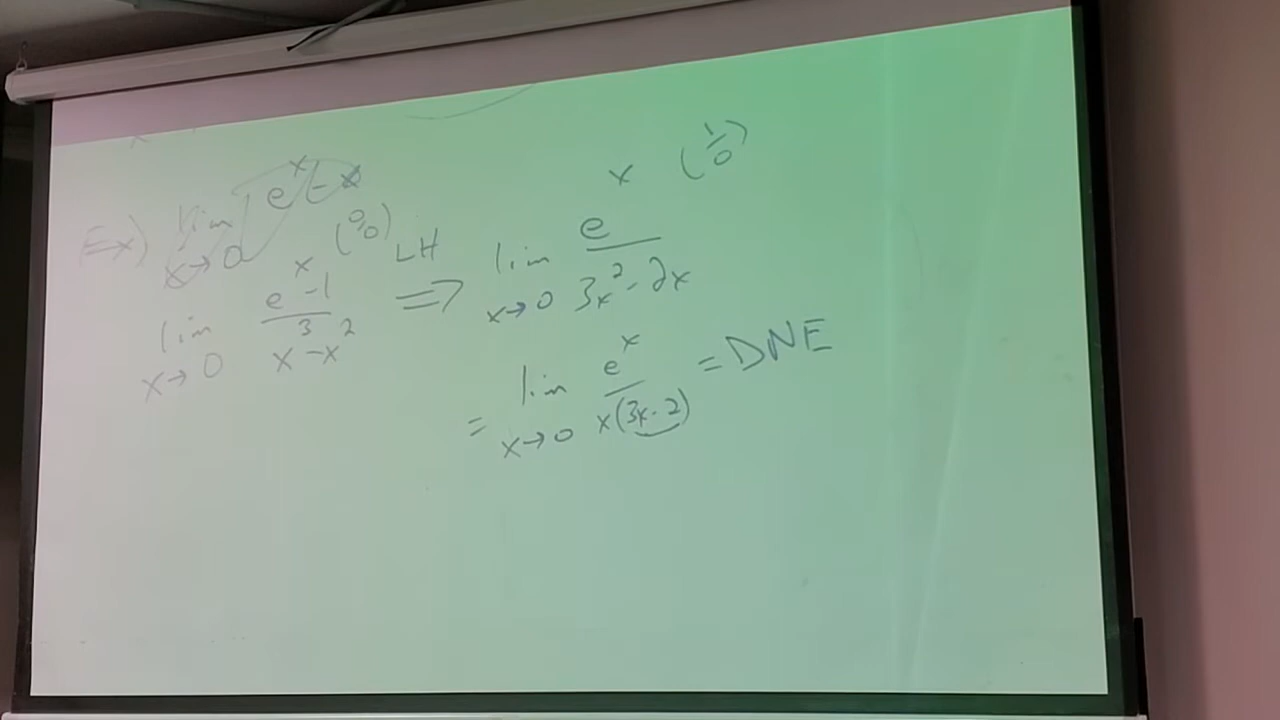 Ex) lim x→0 e^x - x
lim x→0 (e^x - 1)/(x^3 - x^2) (0/0) LH ⇒ lim x→0 e^x/(3x^2 - 2x) (1/0)
= lim x→0 e^x/(x(3x - 2)) = DNE